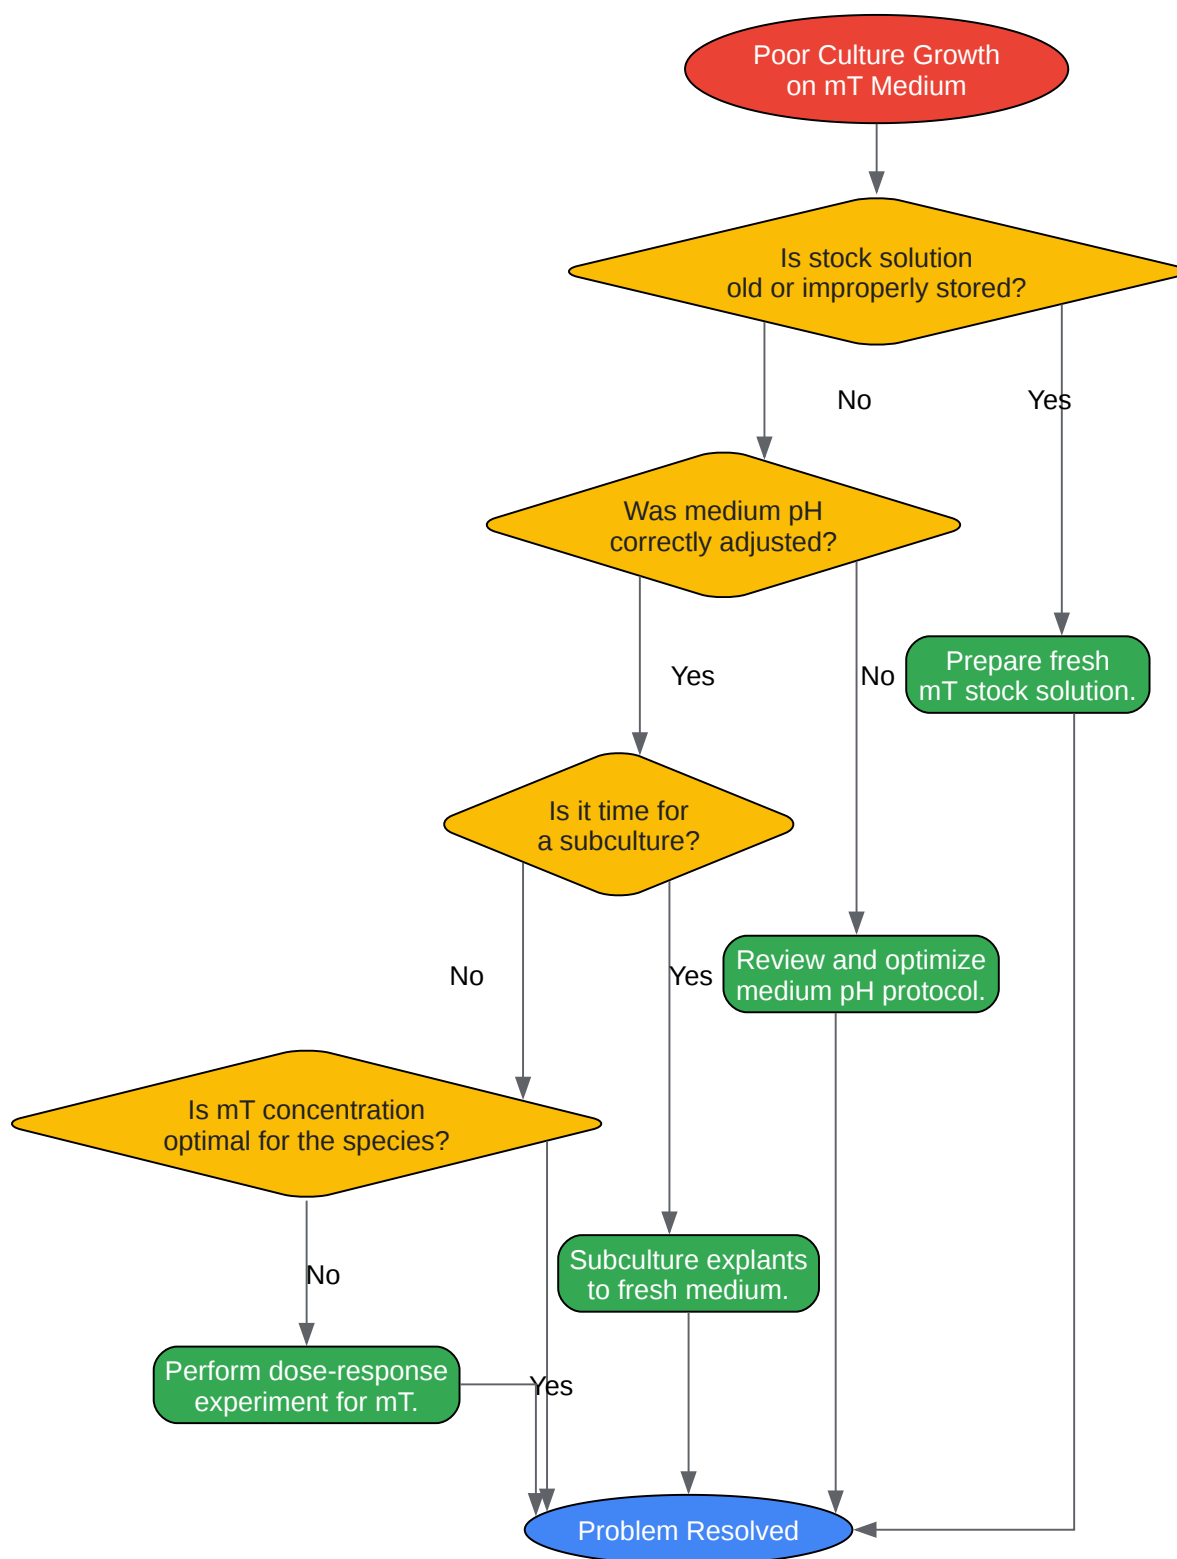 Poor Culture Growth
on mT Medium
Is stock solution
old or improperly stored?
No
Yes
Was medium pH
correctly adjusted?
Yes
No
Prepare fresh
mT stock solution.
Is it time for
a subculture?
No
Yes
Review and optimize
medium pH protocol.
Is mT concentration
optimal for the species?
No
Subculture explants
to fresh medium.
Perform dose-response
experiment for mT.
Yes
Problem Resolved